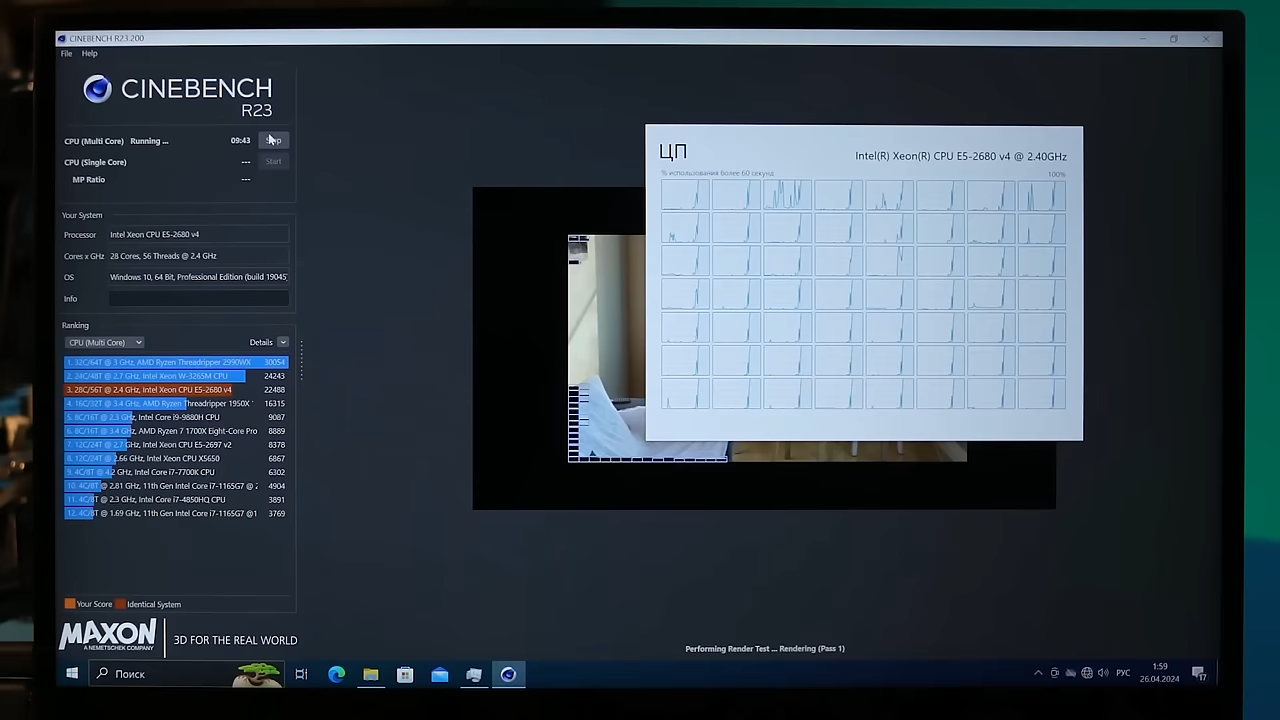 CINEBENCH R23.200
File Help
CINEBENCH
R23
CPU (Multi Core) Running ... 09:43
CPU (Single Core) --- Start
MP Ratio ---
Your System
Processor Intel Xeon CPU E5-2680 v4
Cores x GHz 28 Cores, 56 Threads @ 2.4 GHz
OS Windows 10, 64 Bit, Professional Edition (build 19045)
Info
Ranking
CPU (Multi Core) Details
1. 32C/64T @ 3 GHz, AMD Ryzen Threadripper 2990WX 30054
2. 24C/48T @ 2.7 GHz, Intel Xeon W-3265M CPU 24243
3. 28C/56T @ 2.4 GHz, Intel Xeon CPU E5-2680 v4 22488
4. 16C/32T @ 3.4 GHz, AMD Ryzen Threadripper 1950X 16315
5. 8C/16T @ 2.3 GHz, Intel Core i9-9880H CPU 9087
6. 8C/16T @ 3.4 GHz, AMD Ryzen 7 1700X Eight-Core Pro 8889
7. 12C/24T @ 2.7 GHz, Intel Xeon CPU E5-2697 v2 8378
8. 12C/24T @ 2.66 GHz, Intel Xeon CPU X5650 6867
9. 4C/8T @ 4.2 GHz, Intel Core i7-7700K CPU 6302
10. 4C/8T @ 2.81 GHz, 11th Gen Intel Core i7-1165G7 @ 4904
11. 4C/8T @ 2.3 GHz, Intel Core i7-4850HQ CPU 3891
12. 4C/8T @ 1.69 GHz, 11th Gen Intel Core i7-1165G7 @1 3769
Your Score Identical System
MAXON
A NEMETSCHEK COMPANY
3D FOR THE REAL WORLD
ЦП
Intel(R) Xeon(R) CPU E5-2680 v4 @ 2.40GHz
% использования более 60 секунд 100%
Performing Render Test ... Rendering (Pass 1)
Поиск
РУС
1:59
26.04.2024
17